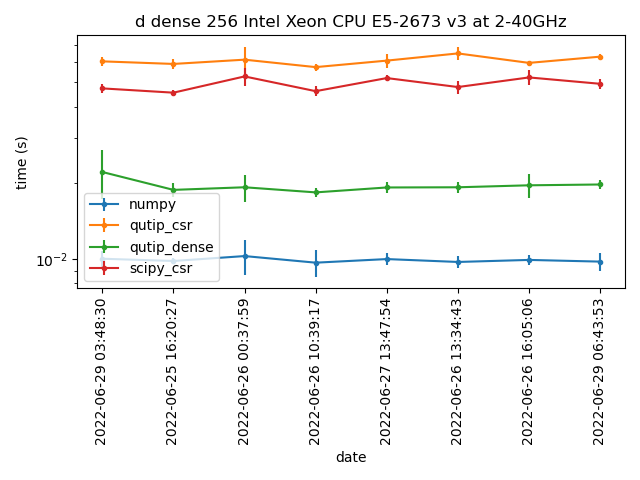 d dense 256 Intel Xeon CPU E5-2673 v3 at 2-40GHz
time (s)
10⁻²
numpy
qutip_csr
qutip_dense
scipy_csr
2022-06-29 03:48:30
2022-06-25 16:20:27
2022-06-26 00:37:59
2022-06-26 10:39:17
2022-06-27 13:47:54
2022-06-26 13:34:43
2022-06-26 16:05:06
2022-06-29 06:43:53
date